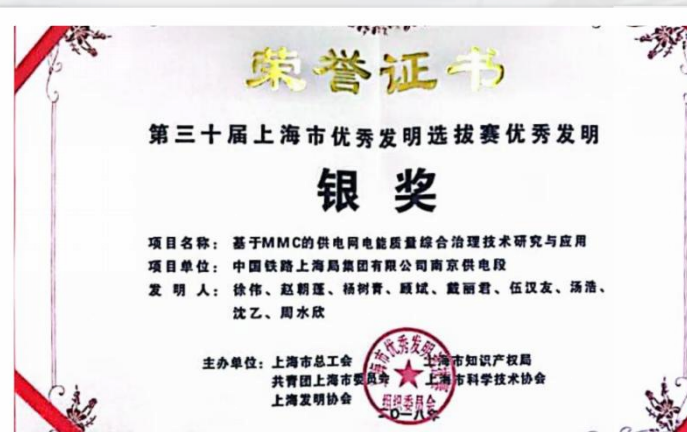 荣誉证书
第三十届上海市优秀发明选拔赛优秀发明
银奖
项目名称：基于MMC的供电网电能质量综合治理技术研究与应用
项目单位：中国铁路上海局集团有限公司南京供电段
发明人：徐伟、赵朝蓬、杨树青、顾斌、戴丽君、伍汉友、汤浩、
沈乙、周水欣
主办单位：上海市总工会 上海市知识产权局
共青团上海市委员会 上海市科学技术协会
上海发明协会
二〇一八年